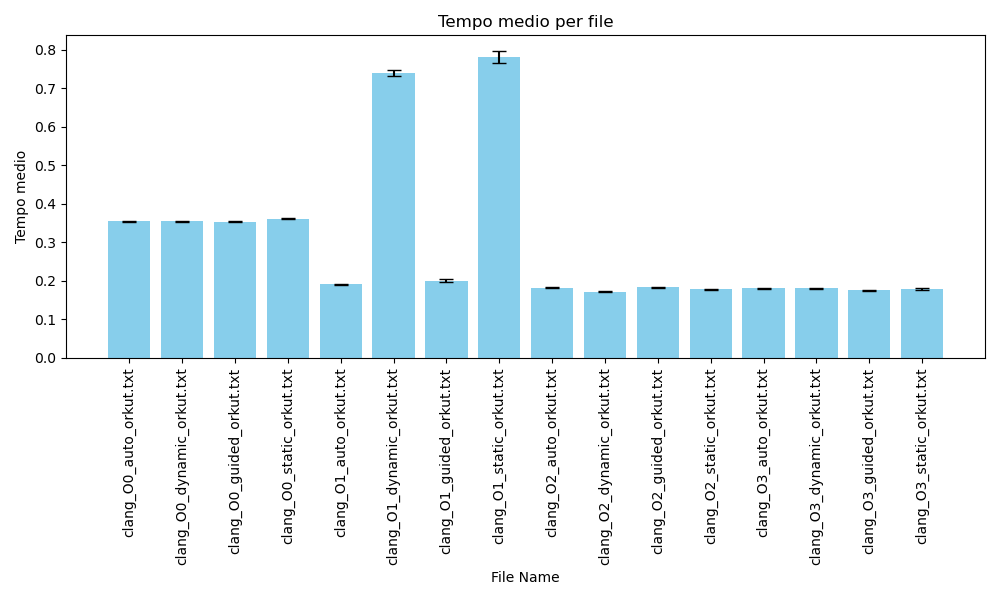 Tempo medio per file
Tempo medio
0.8
0.7
0.6
0.5
0.4
0.3
0.2
0.1
0.0
clang_O0_auto_orkut.txt
clang_O0_dynamic_orkut.txt
clang_O0_guided_orkut.txt
clang_O0_static_orkut.txt
clang_O1_auto_orkut.txt
clang_O1_dynamic_orkut.txt
clang_O1_guided_orkut.txt
clang_O1_static_orkut.txt
clang_O2_auto_orkut.txt
clang_O2_dynamic_orkut.txt
clang_O2_guided_orkut.txt
clang_O2_static_orkut.txt
clang_O3_auto_orkut.txt
clang_O3_dynamic_orkut.txt
clang_O3_guided_orkut.txt
clang_O3_static_orkut.txt
File Name